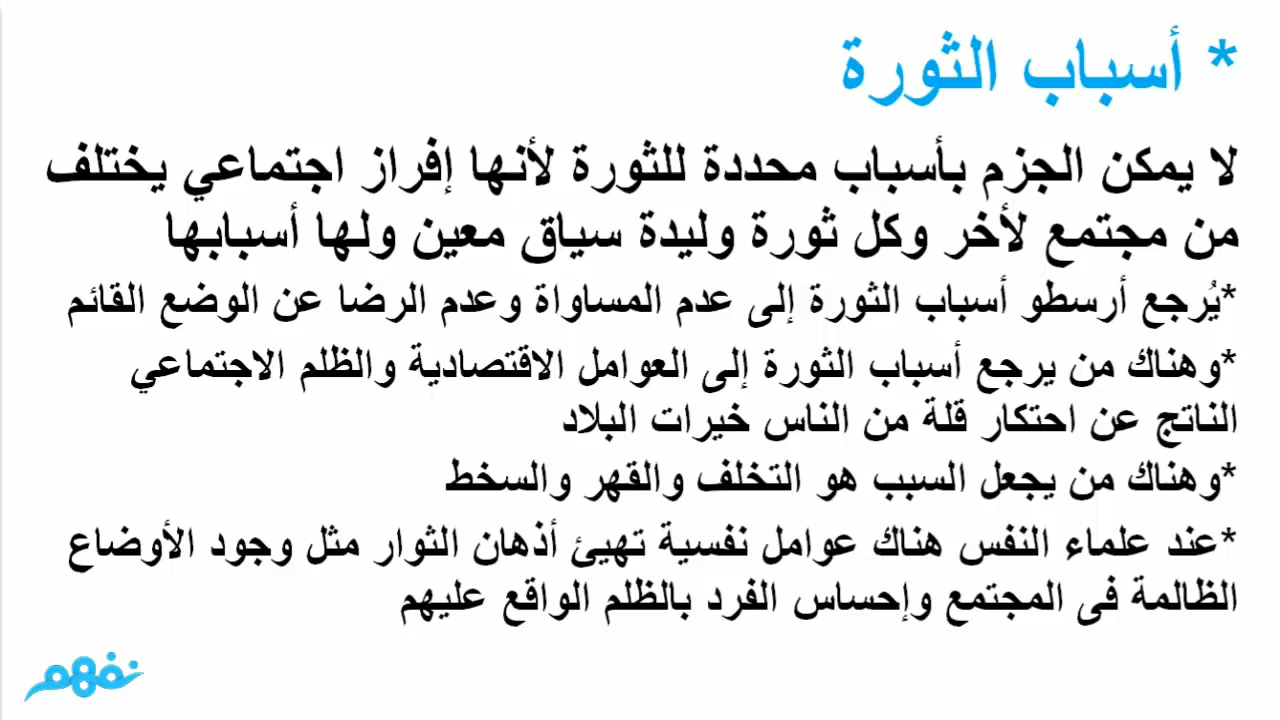 * أسباب الثورة
لا يمكن الجزم بأسباب محددة للثورة لأنها إفراز اجتماعي يختلف
من مجتمع لأخر وكل ثورة وليدة سياق معين ولها أسبابها
*يُرجع أرسطو أسباب الثورة إلى عدم المساواة وعدم الرضا عن الوضع القائم
*وهناك من يرجع أسباب الثورة إلى العوامل الاقتصادية والظلم الاجتماعي
الناتج عن احتكار قلة من الناس خيرات البلاد
*وهناك من يجعل السبب هو التخلف والقهر والسخط
*عند علماء النفس هناك عوامل نفسية تهيئ أذهان الثوار مثل وجود الأوضاع
الظالمة فى المجتمع وإحساس الفرد بالظلم الواقع عليهم
نفهم